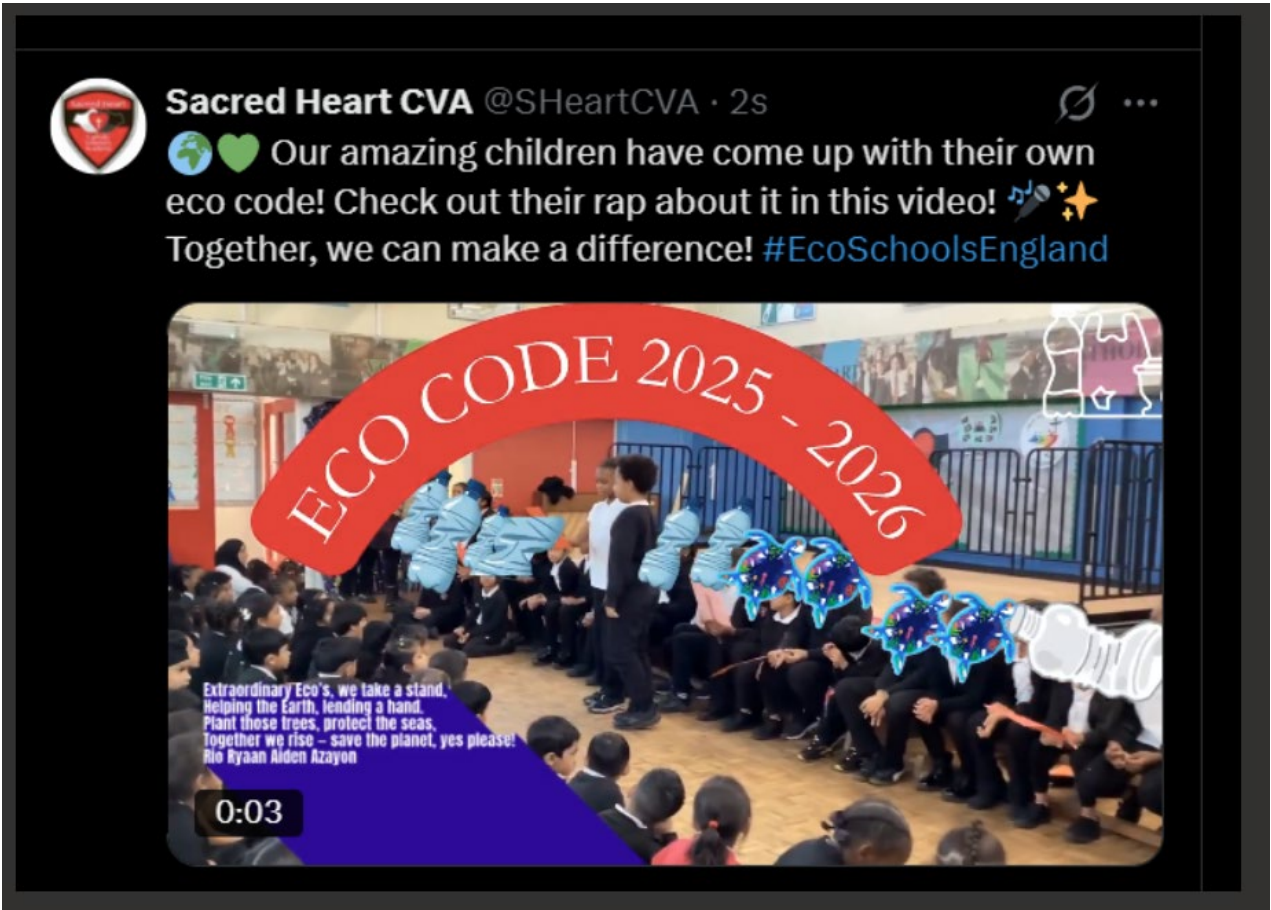 Sacred Heart CVA @SHeartCVA · 2s
🌍💚 Our amazing children have come up with their own
eco code! Check out their rap about it in this video! 🎶🎤✨
Together, we can make a difference! #EcoSchoolsEngland
ECO CODE 2025 - 2026
Extraordinary Eco's, we take a stand,
Helping the Earth, lending a hand.
Plant those trees, protect the seas,
Together we rise – save the planet, yes please!
Rio Ryaan Aiden Azayon
0:03